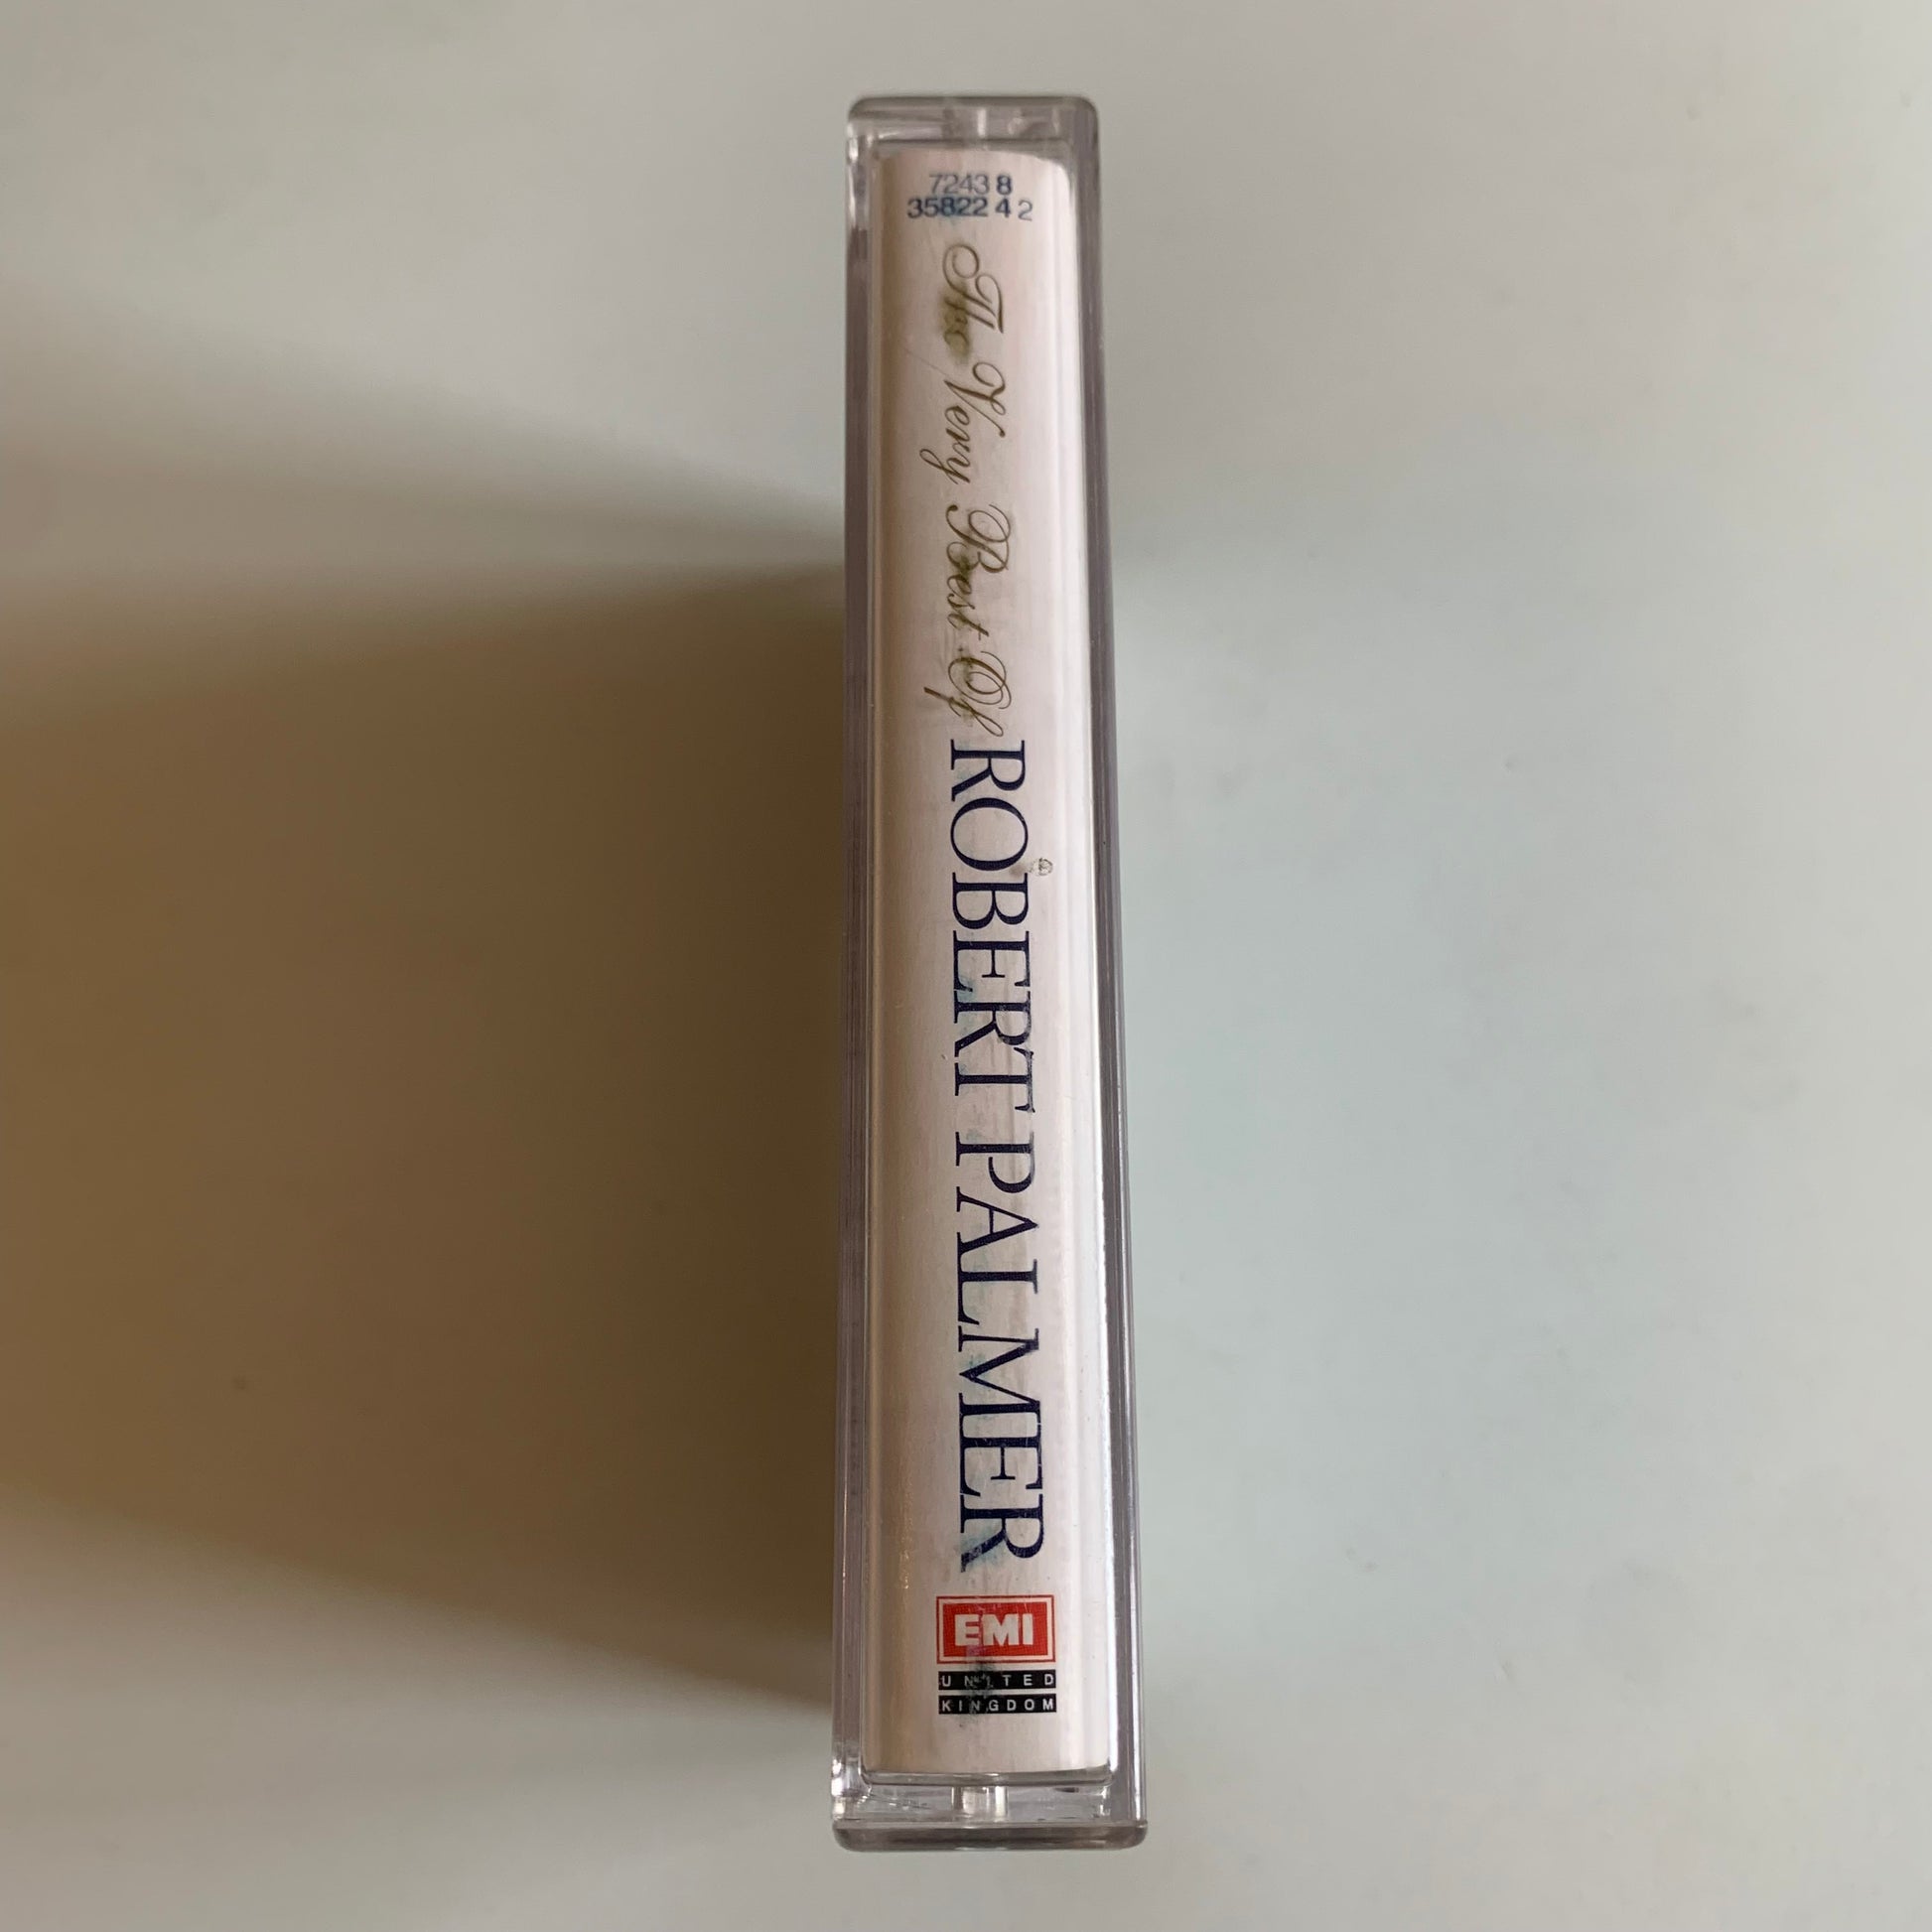 7243 8
35822 4 2
The Very Best Of ROBERT PALMER
EMI
UNITED
KINGDOM